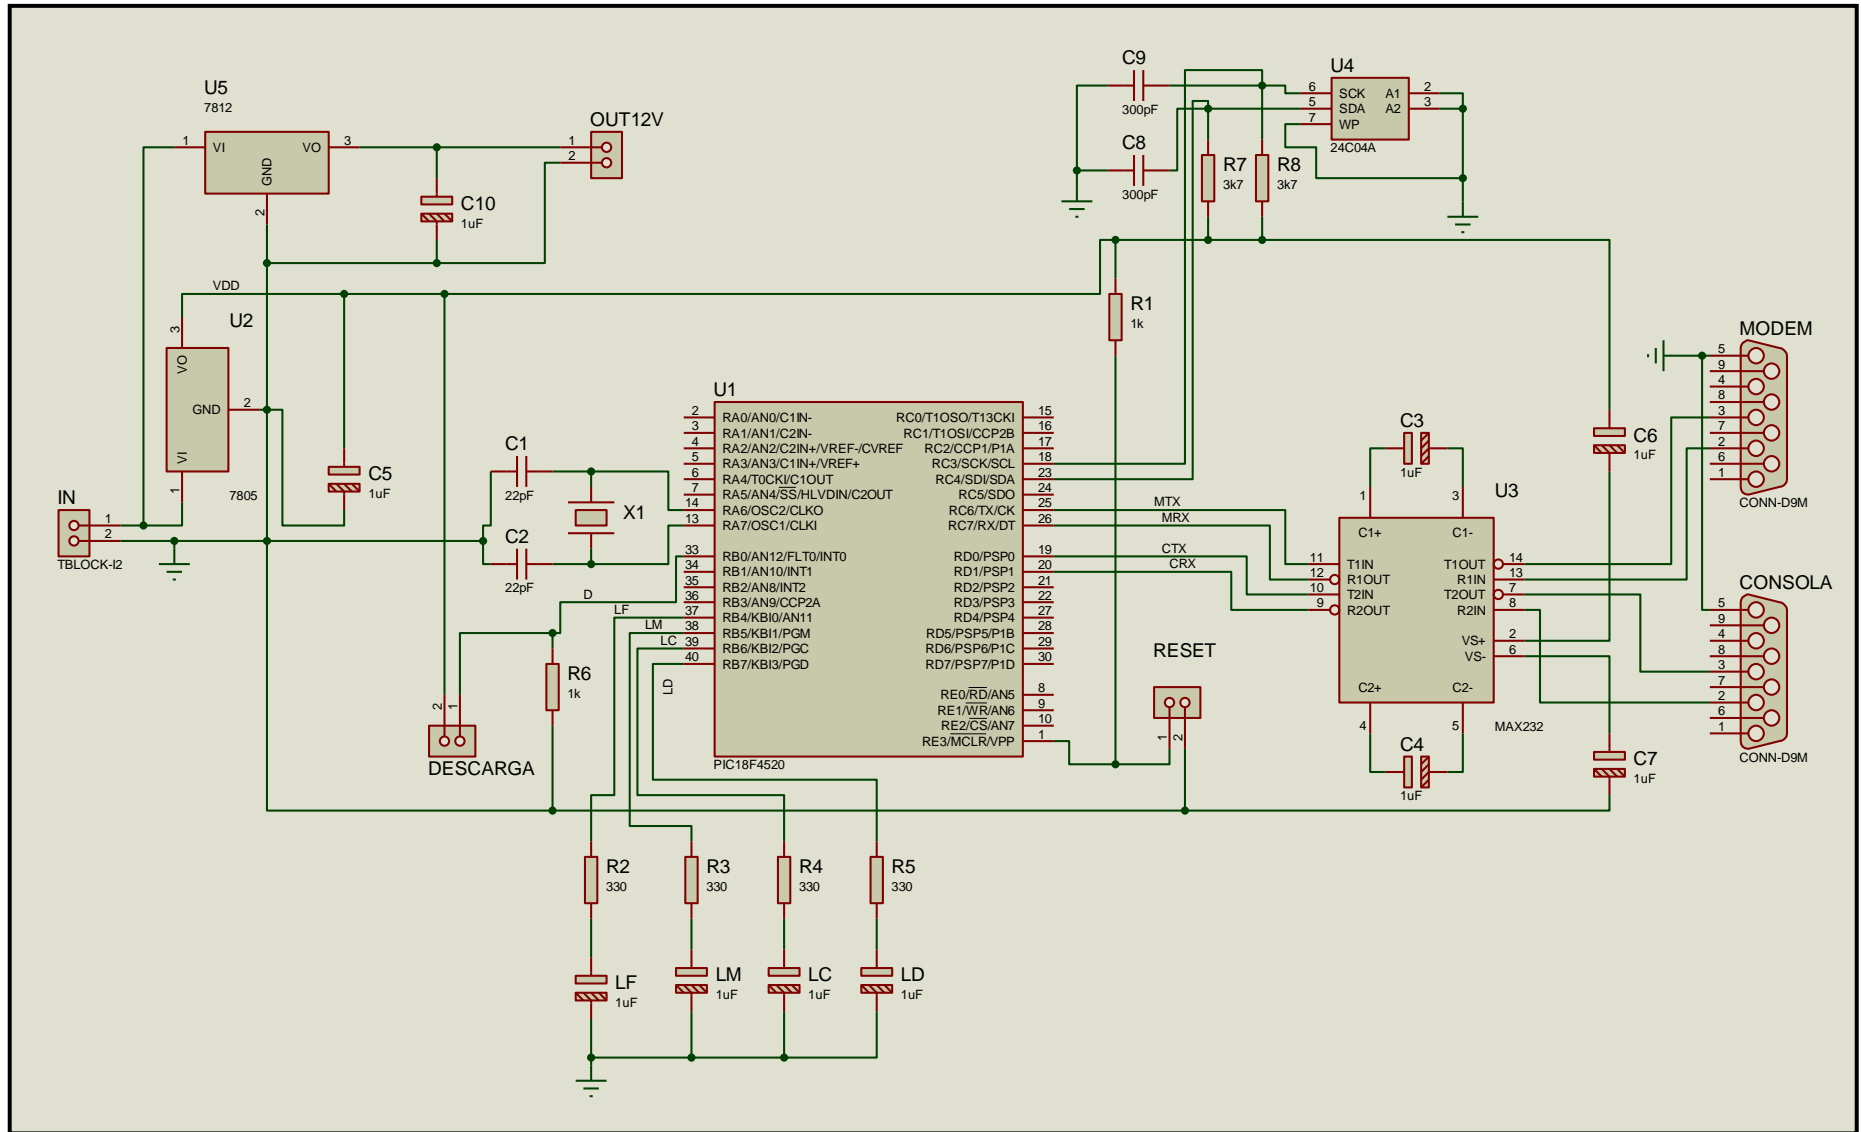 U5
7812
1
VI
VO
3
GND
2
OUT12V
1
2
C10
1uF
VDD
U2
3
VO
GND
2
VI
1
7805
C5
1uF
IN
1
2
TBLOCK-I2
C1
22pF
C2
22pF
X1
D
LF
LM
LC
LD
R6
1k
2
1
DESCARGA
U1
2 RA0/AN0/C1IN-
3 RA1/AN1/C2IN-
4 RA2/AN2/C2IN+/VREF-/CVREF
5 RA3/AN3/C1IN+/VREF+
6 RA4/T0CKI/C1OUT
7 RA5/AN4/SS/HLVDIN/C2OUT
14 RA6/OSC2/CLKO
13 RA7/OSC1/CLKI
33 RB0/AN12/FLT0/INT0
34 RB1/AN10/INT1
35 RB2/AN8/INT2
36 RB3/AN9/CCP2A
37 RB4/KBI0/AN11
38 RB5/KBI1/PGM
39 RB6/KBI2/PGC
40 RB7/KBI3/PGD
RC0/T1OSO/T13CKI 15
RC1/T1OSI/CCP2B 16
RC2/CCP1/P1A 17
RC3/SCK/SCL 18
RC4/SDI/SDA 23
RC5/SDO 24
RC6/TX/CK 25
RC7/RX/DT 26
RD0/PSP0 19
RD1/PSP1 20
RD2/PSP2 21
RD3/PSP3 22
RD4/PSP4 27
RD5/PSP5/P1B 28
RD6/PSP6/P1C 29
RD7/PSP7/P1D 30
RE0/RD/AN5 8
RE1/WR/AN6 9
RE2/CS/AN7 10
RE3/MCLR/VPP 1
PIC18F4520
MTX
MRX
CTX
CRX
C9
300pF
C8
300pF
R7
3k7
R8
3k7
U4
6 SCK A1 2
5 SDA A2 3
7 WP
24C04A
R1
1k
RESET
1
2
C3
1uF
U3
1
3
C1+ C1-
11 T1IN T1OUT 14
12 R1OUT R1IN 13
10 T2IN T2OUT 7
9 R2OUT R2IN 8
VS+ 2
VS- 6
C2+ C2-
4
5
MAX232
C4
1uF
C6
1uF
C7
1uF
MODEM
5
9
4
8
3
7
2
6
1
CONN-D9M
CONSOLA
5
9
4
8
3
7
2
6
1
CONN-D9M
R2
330
R3
330
R4
330
R5
330
LF
1uF
LM
1uF
LC
1uF
LD
1uF